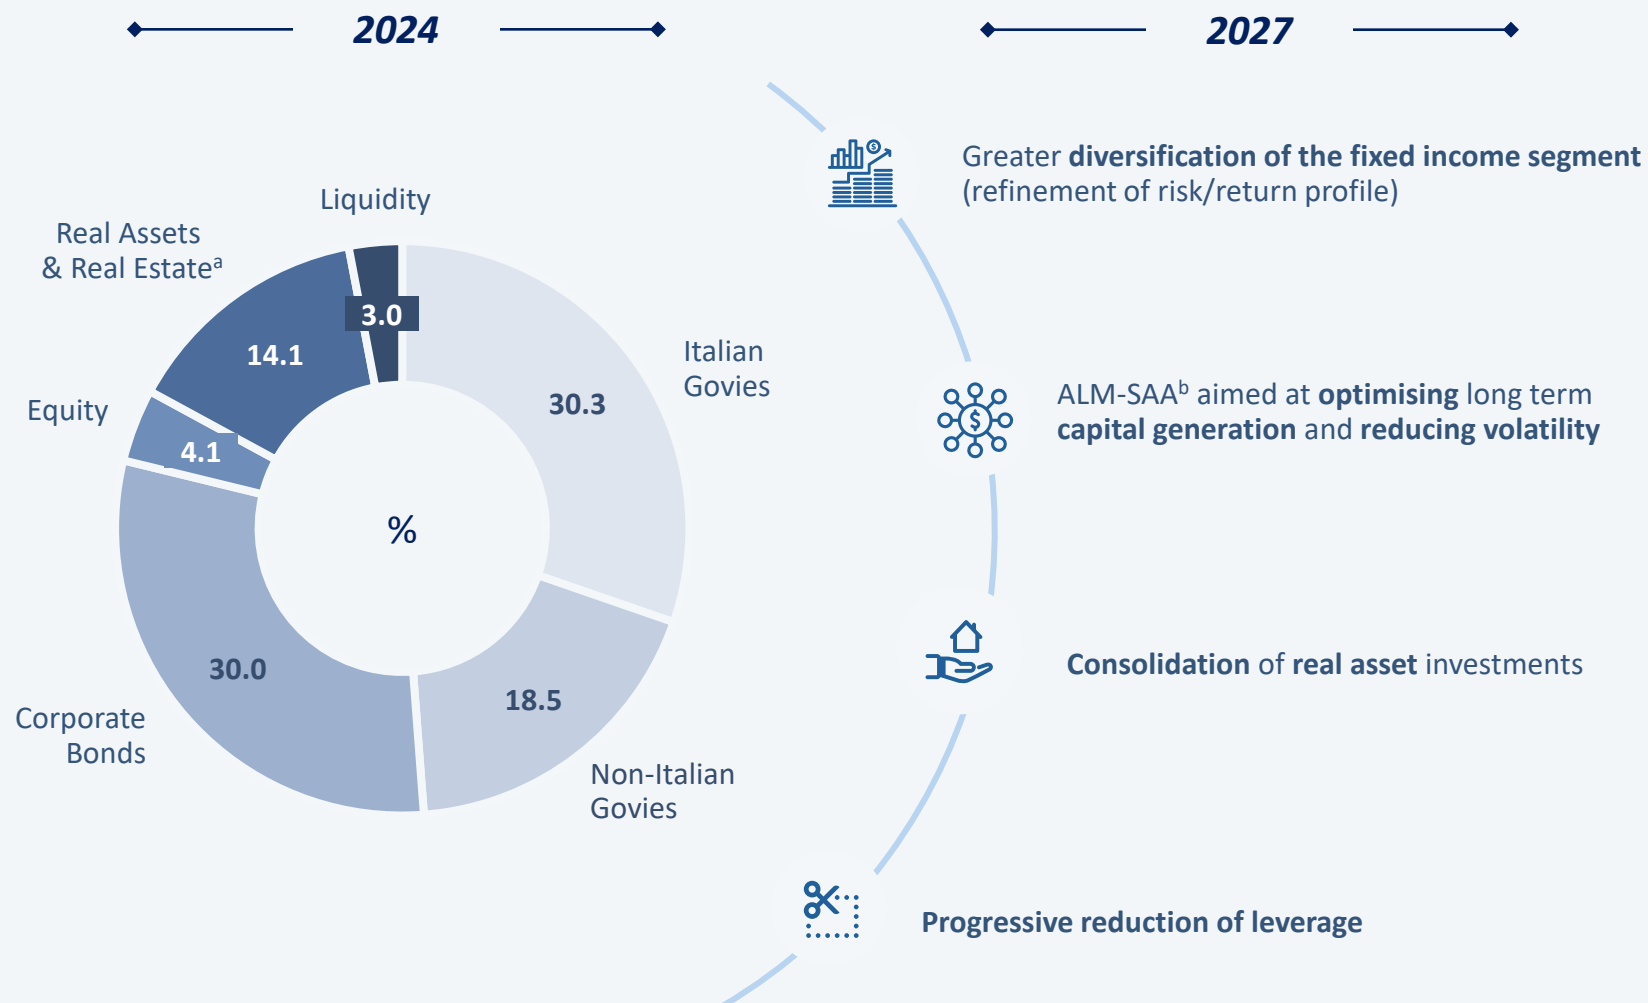 2024
2027
Liquidity
Real Assets
& Real Estateᵃ
3.0
14.1
Equity
4.1
Italian
Govies
30.3
%
30.0
Corporate
Bonds
18.5
Non-Italian
Govies
Greater diversification of the fixed income segment
(refinement of risk/return profile)
ALM-SAAᵇ aimed at optimising long term
capital generation and reducing volatility
Consolidation of real asset investments
Progressive reduction of leverage